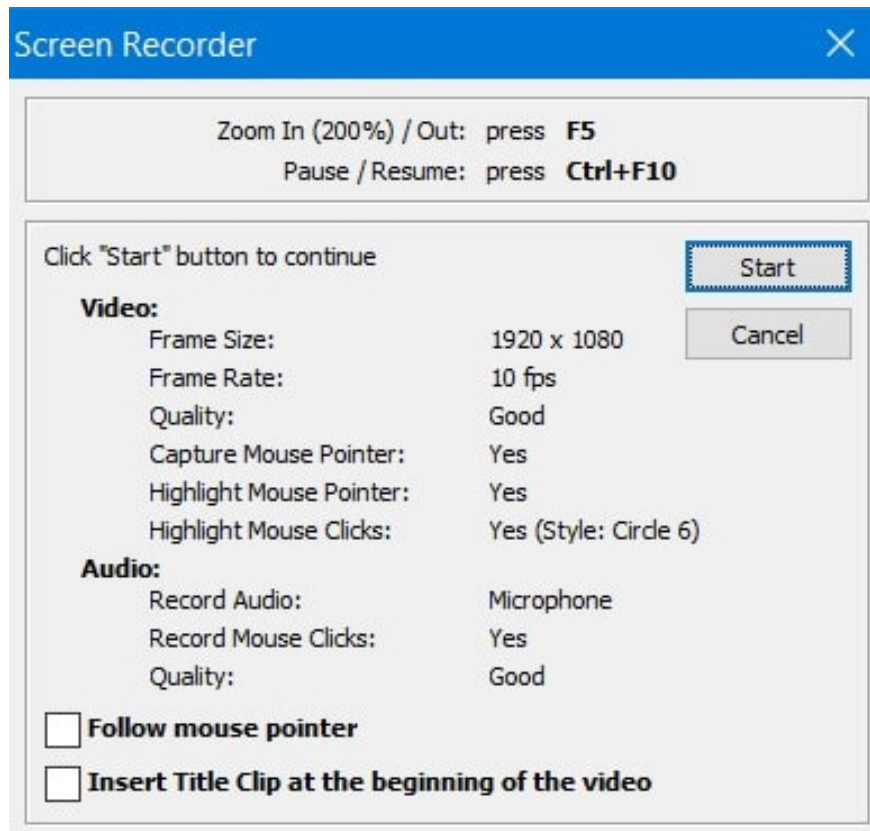 Screen Recorder
Zoom In (200%) / Out: press F5
Pause / Resume: press Ctrl+F10
Click "Start" button to continue
Start
Video:
Cancel
Frame Size: 1920 x 1080
Frame Rate: 10 fps
Quality: Good
Capture Mouse Pointer: Yes
Highlight Mouse Pointer: Yes
Highlight Mouse Clicks: Yes (Style: Circle 6)
Audio:
Record Audio: Microphone
Record Mouse Clicks: Yes
Quality: Good
Follow mouse pointer
Insert Title Clip at the beginning of the video